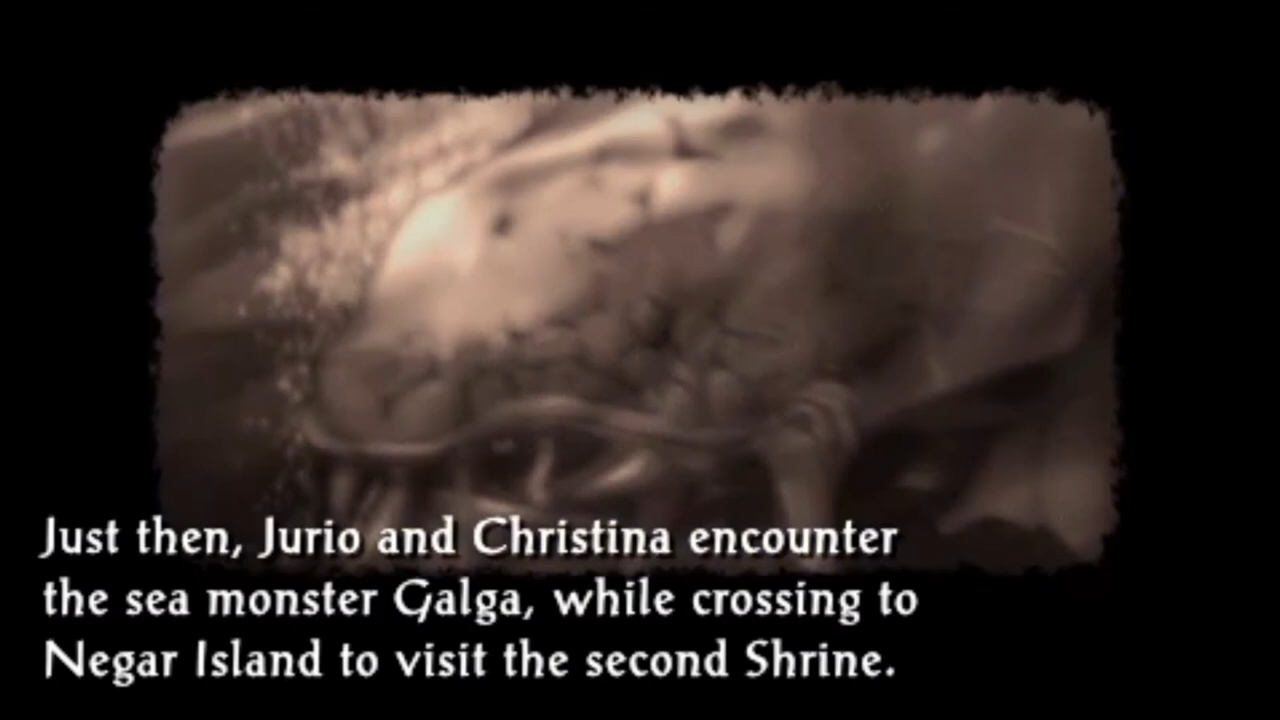 Just then, Jurio and Christina encounter
the sea monster Galga, while crossing to
Negar Island to visit the second Shrine.